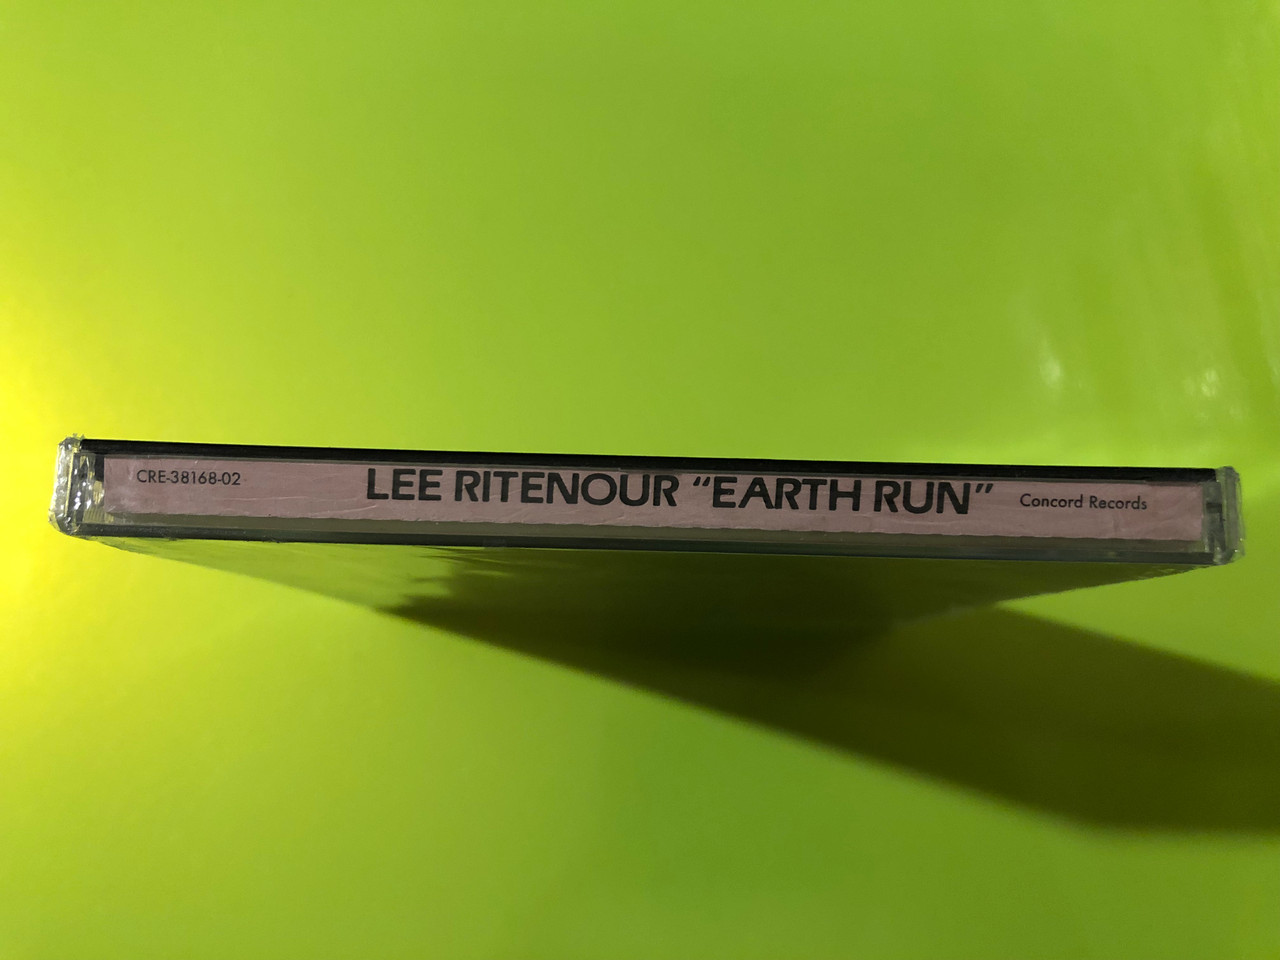 CRE-38168-02 LEE RITENOUR “EARTH RUN” Concord Records